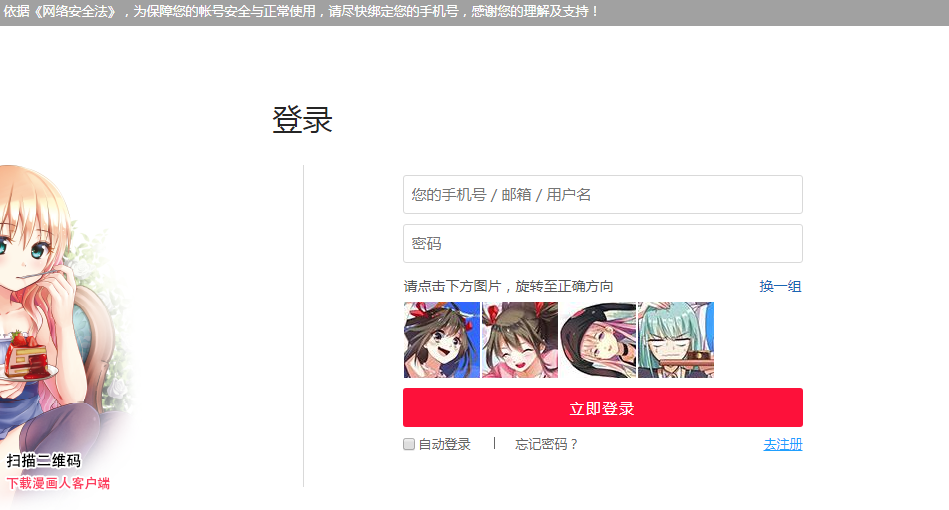 依据《网络安全法》，为保障您的帐号安全与正常使用，请尽快绑定您的手机号，感谢您的理解及支持！
登录
您的手机号 / 邮箱 / 用户名
密码
请点击下方图片，旋转至正确方向 换一组
立即登录
自动登录 | 忘记密码？ 去注册
扫描二维码
下载漫画人客户端